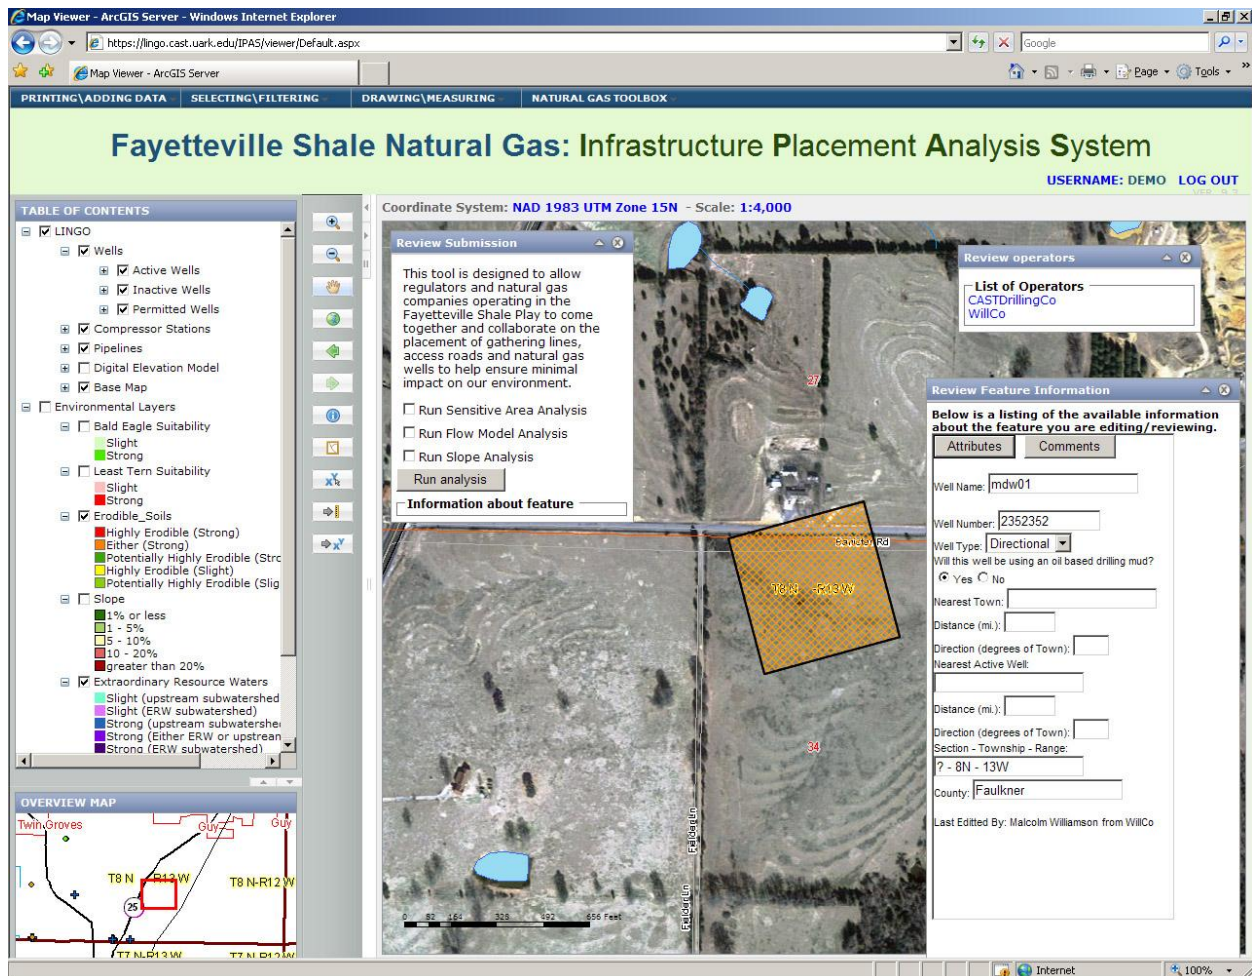 Map Viewer - ArcGIS Server - Windows Internet Explorer
https://lingo.cast.uark.edu/IPAS/viewer/Default.aspx
Google
Map Viewer - ArcGIS Server
Page
Tools
PRINTING\ADDING DATA
SELECTING\FILTERING
DRAWING\MEASURING
NATURAL GAS TOOLBOX
Fayetteville Shale Natural Gas: Infrastructure Placement Analysis System
USERNAME: DEMO LOG OUT
TABLE OF CONTENTS
LINGO
Wells
Active Wells
Inactive Wells
Permitted Wells
Compressor Stations
Pipelines
Digital Elevation Model
Base Map
Environmental Layers
Bald Eagle Suitability
Slight
Strong
Least Tern Suitability
Slight
Strong
Erodible_Soils
Highly Erodible (Strong)
Either (Strong)
Potentially Highly Erodible (Strc
Highly Erodible (Slight)
Potentially Highly Erodible (Slig
Slope
1% or less
1 - 5%
5 - 10%
10 - 20%
greater than 20%
Extraordinary Resource Waters
Slight (upstream subwatershed
Slight (ERW subwatershed)
Strong (upstream subwatershe
Strong (Either ERW or upstrean
Strong (ERW subwatershed)
OVERVIEW MAP
Twin Groves
Guy
Guy
T8 N
R13 W
T8 N-R12 W
25
T7 N-R13 W
T7 N-R12 W
Coordinate System: NAD 1983 UTM Zone 15N - Scale: 1:4,000
Review Submission
This tool is designed to allow
regulators and natural gas
companies operating in the
Fayetteville Shale Play to come
together and collaborate on the
placement of gathering lines,
access roads and natural gas
wells to help ensure minimal
impact on our environment.
Run Sensitive Area Analysis
Run Flow Model Analysis
Run Slope Analysis
Run analysis
Information about feature
27
Rd
T8 N -R13 W
34
Fielder Ln
Fielder Ln
0 82 164 328 492 656 Feet
Review operators
List of Operators
CASTDrillingCo
WillCo
Review Feature Information
Below is a listing of the available information
about the feature you are editing/reviewing.
Attributes
Comments
Well Name: mdw01
Well Number: 2352352
Well Type: Directional
Will this well be using an oil based drilling mud?
Yes No
Nearest Town:
Distance (mi.):
Direction (degrees of Town):
Nearest Active Well:
Distance (mi.):
Direction (degrees of Town):
Section - Township - Range:
? - 8N - 13W
County: Faulkner
Last Editted By: Malcolm Williamson from WillCo
Internet
100%